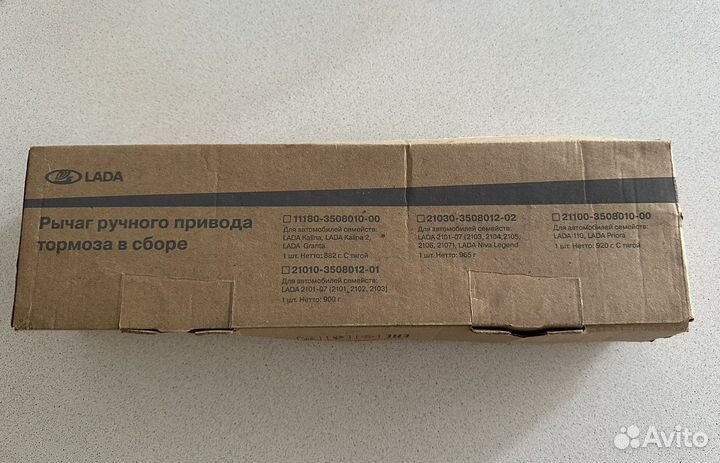 LADA
Рычаг ручного привода
тормоза в сборе
11180-3508010-00
Для автомобилей семейств:
LADA Kalina, LADA Kalina 2,
LADA Granta
1 шт. Нетто: 882 г. С тягой
21010-3508012-01
Для автомобилей семейств:
LADA 2101-07 (2101, 2102, 2103)
1 шт. Нетто: 900 г.
21030-3508012-02
Для автомобилей семейств:
LADA 2101-07 (2103, 2104, 2105,
2106, 2107), LADA Niva Legend
1 шт. Нетто: 965 г.
21100-3508010-00
Для автомобилей семейств:
LADA 110, LADA Priora
1 шт. Нетто: 920 г. С тягой
Avito